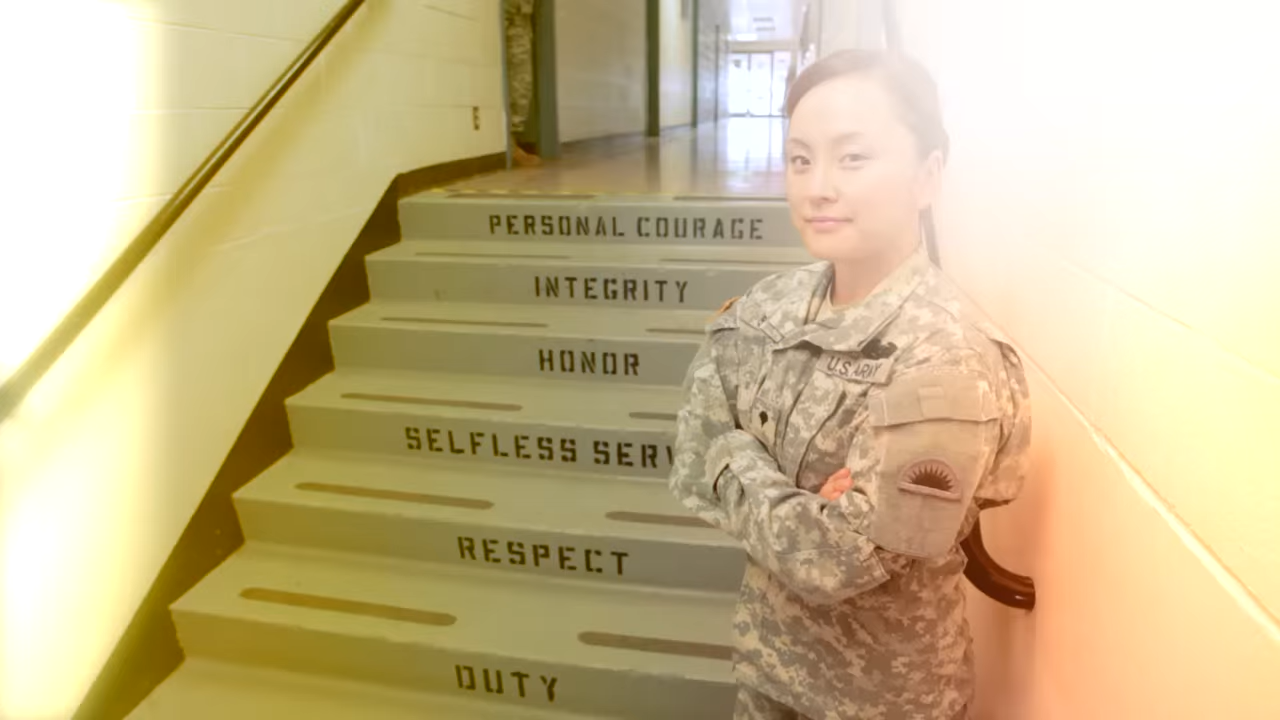 PERSONAL COURAGE
INTEGRITY
HONOR
U.S. ARMY
SELFLESS SERV
RESPECT
DUTY